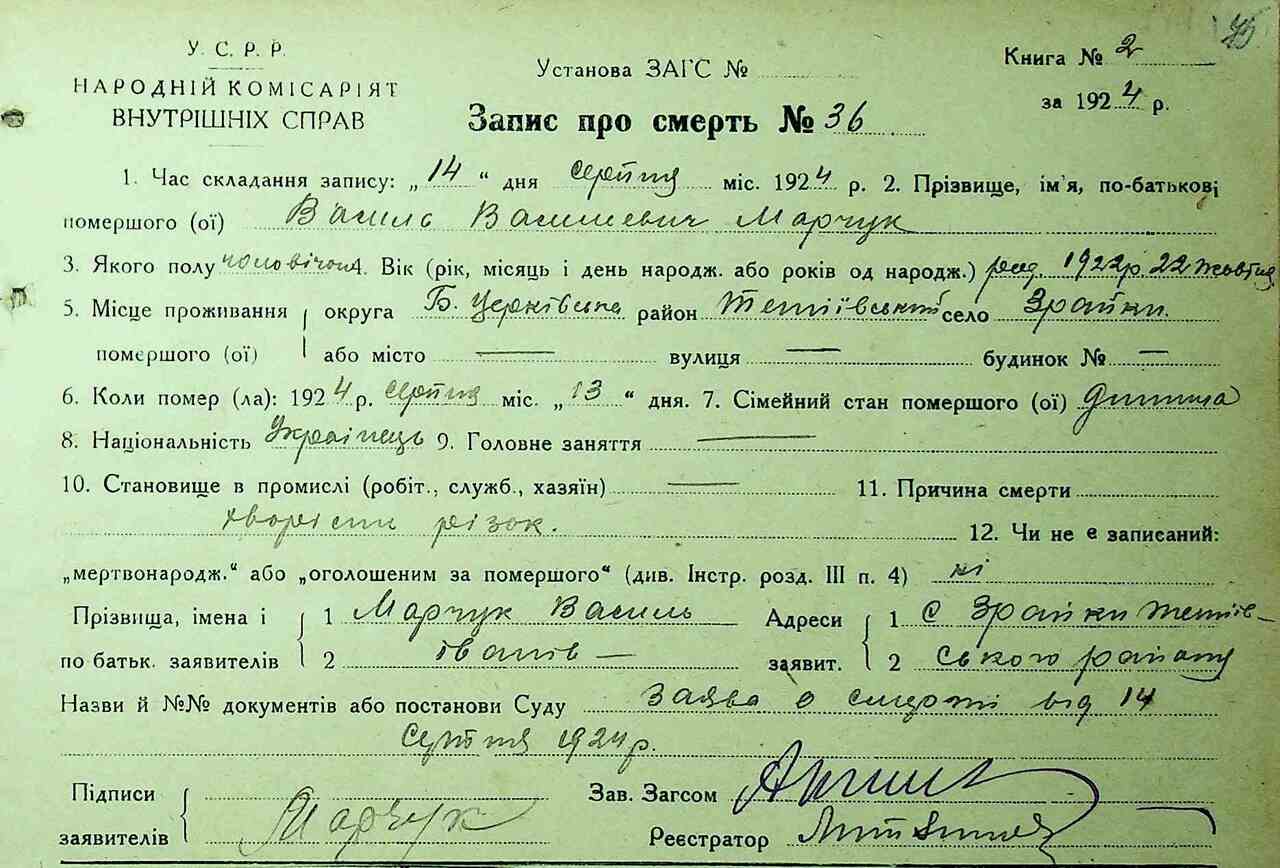 75
У. С. Р. Р.
НАРОДНІЙ КОМІСАРІЯТ
ВНУТРІШНІХ СПРАВ
Установа ЗАГС №
Книга № 2
за 1924 р.
Запис про смерть № 36
1. Час складання запису: „14“ дня серпня міс. 1924 р. 2. Прізвище, ім'я, по-батькові
помершого (ої) Василь Василиевич Марчук
3. Якого полу чоловічої 4. Вік (рік, місяць і день народж. або років од народж.) род. 1922 р 22 жовтня
5. Місце проживання округа Б. Церківська район Тетіївський село Зрайки.
помершого (ої) або місто — вулиця — будинок № —
6. Коли помер (ла): 1924 р. серпня міс. „13“ дня. 7. Сімейний стан помершого (ої) Дитина
8. Національність Українець 9. Головне заняття —
10. Становище в промислі (робіт., служб., хазяїн) — 11. Причина смерти
хворість різок. 12. Чи не є записаний:
„мертвонародж.“ або „оголошеним за помершого“ (див. Інстр. розд. III п. 4) ні
Прізвища, імена і 1 Марчук Василь Адреси 1 С Зрайки Тетіїв-
по батьк. заявителів 2 Іванів — заявит. 2 ського району
Назви й №№ документів або постанови Суду Заява о смерті від 14
Серпня 1924 р.
Підписи Зав. Загсом
заявителів Марчук Реєстратор